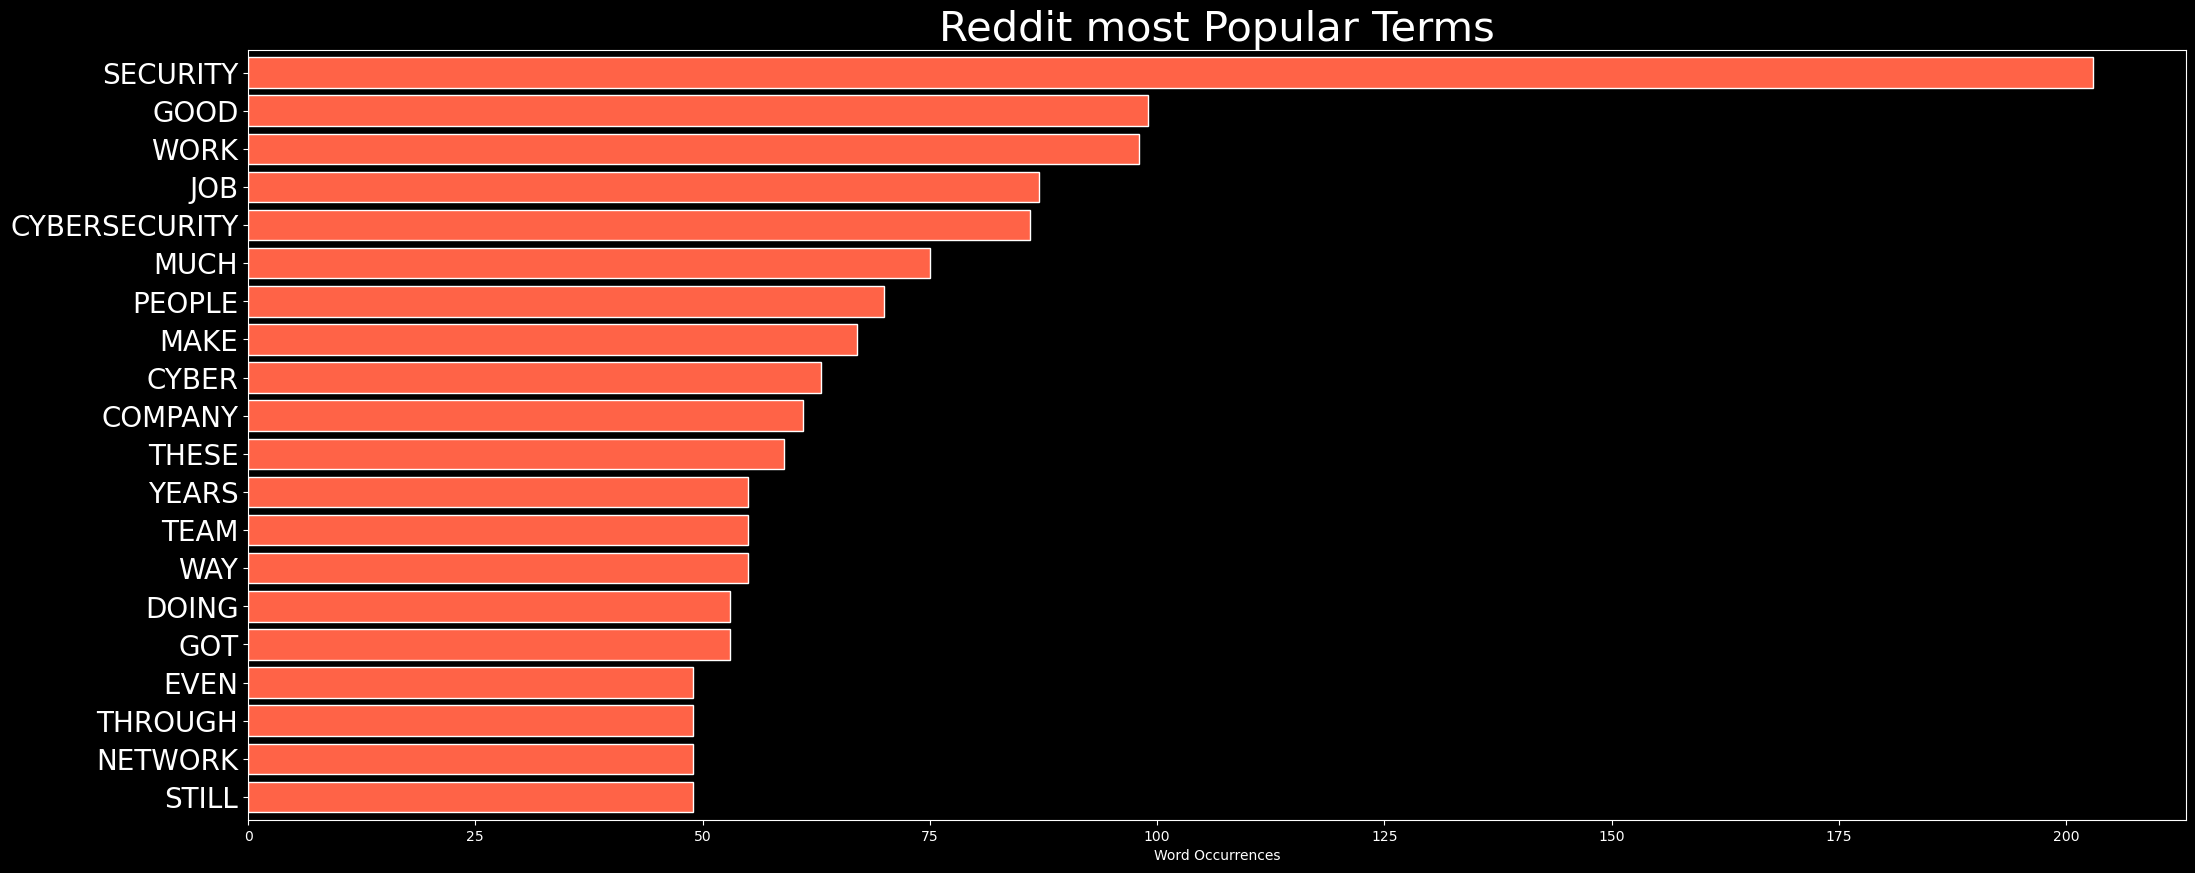 Reddit most Popular Terms
SECURITY
GOOD
WORK
JOB
CYBERSECURITY
MUCH
PEOPLE
MAKE
CYBER
COMPANY
THESE
YEARS
TEAM
WAY
DOING
GOT
EVEN
THROUGH
NETWORK
STILL
0 25 50 75 100 125 150 175 200
Word Occurrences